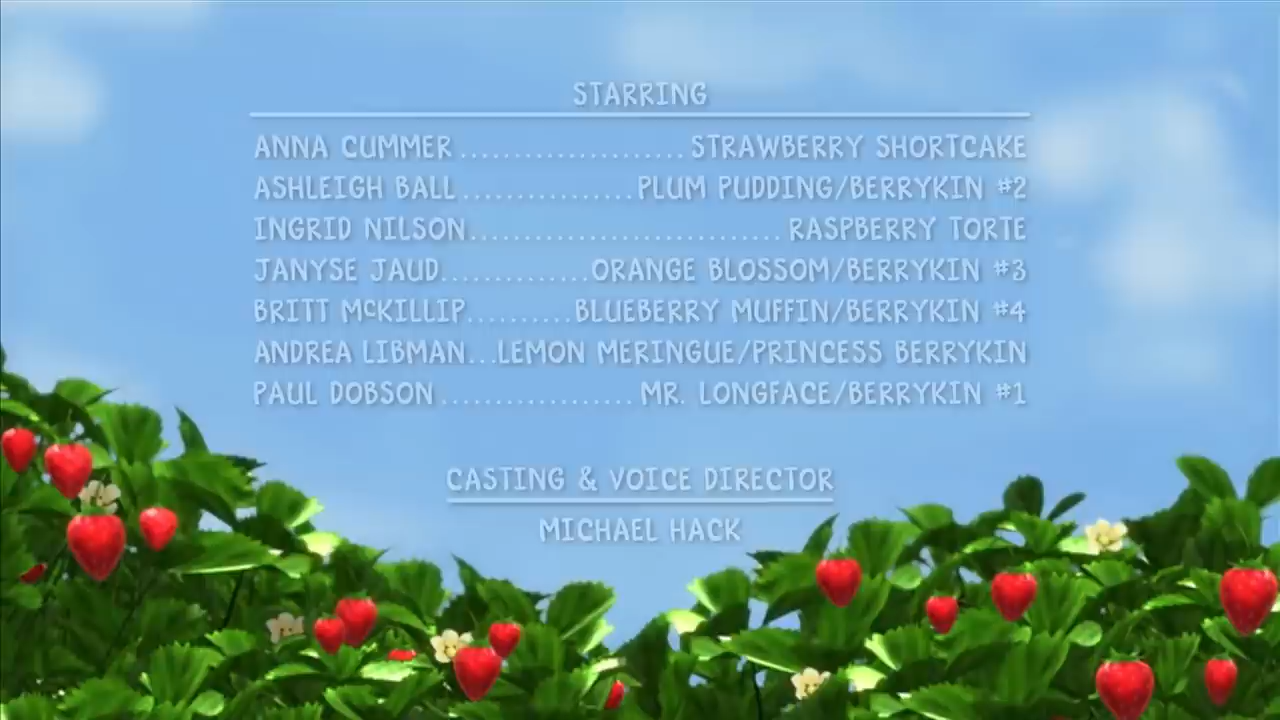 STARRING
ANNA CUMMER.....................STRAWBERRY SHORTCAKE
ASHLEIGH BALL................PLUM PUDDING/BERRYKIN #2
INGRID NILSON.............................RASPBERRY TORTE
JANYSE JAUD..............ORANGE BLOSSOM/BERRYKIN #3
BRITT McKILLIP..........BLUEBERRY MUFFIN/BERRYKIN #4
ANDREA LIBMAN...LEMON MERINGUE/PRINCESS BERRYKIN
PAUL DOBSON..................MR. LONGFACE/BERRYKIN #1
CASTING & VOICE DIRECTOR
MICHAEL HACK